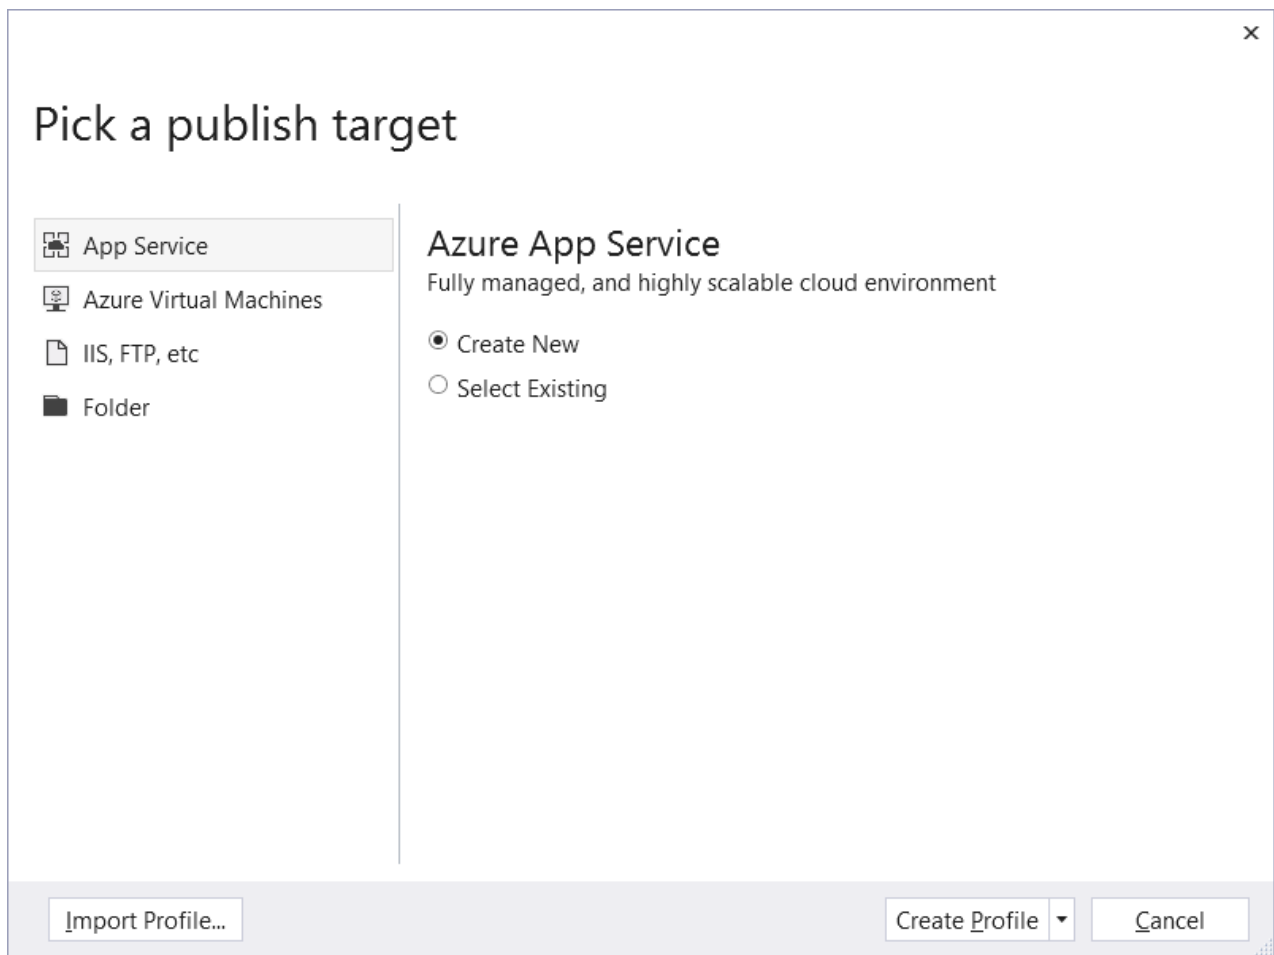 Pick a publish target
App Service
Azure Virtual Machines
IIS, FTP, etc
Folder
Azure App Service
Fully managed, and highly scalable cloud environment
Create New
Select Existing
Import Profile...
Create Profile
Cancel